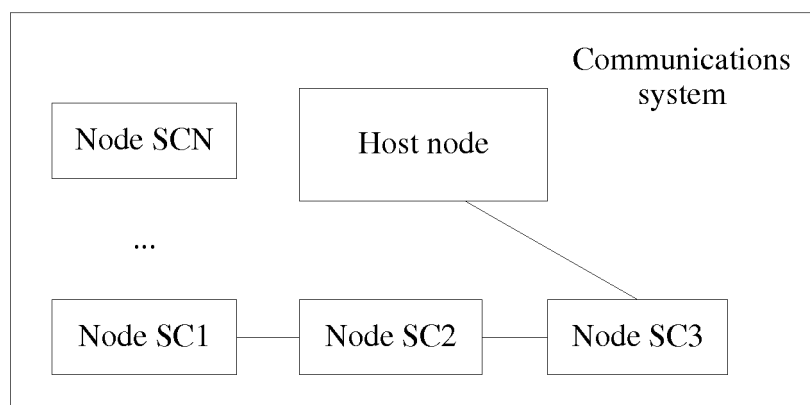 Communications
system
Node SCN
Host node
...
Node SC1
Node SC2
Node SC3